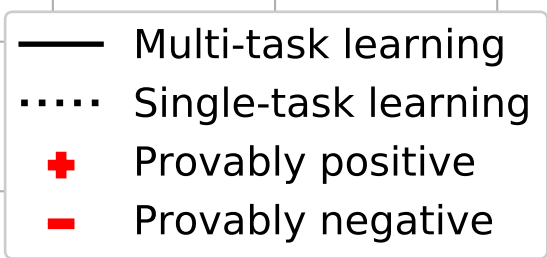 Multi-task learning
Single-task learning
Provably positive
Provably negative